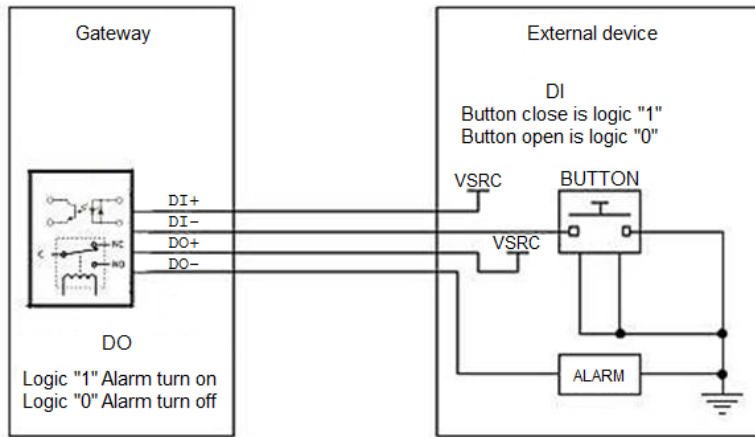 Gateway
External device
DI
Button close is logic "1"
Button open is logic "0"
VSRC
BUTTON
DI+
DI-
DO+
VSRC
DO-
C
NC
NO
DO
Logic "1" Alarm turn on
Logic "0" Alarm turn off
ALARM